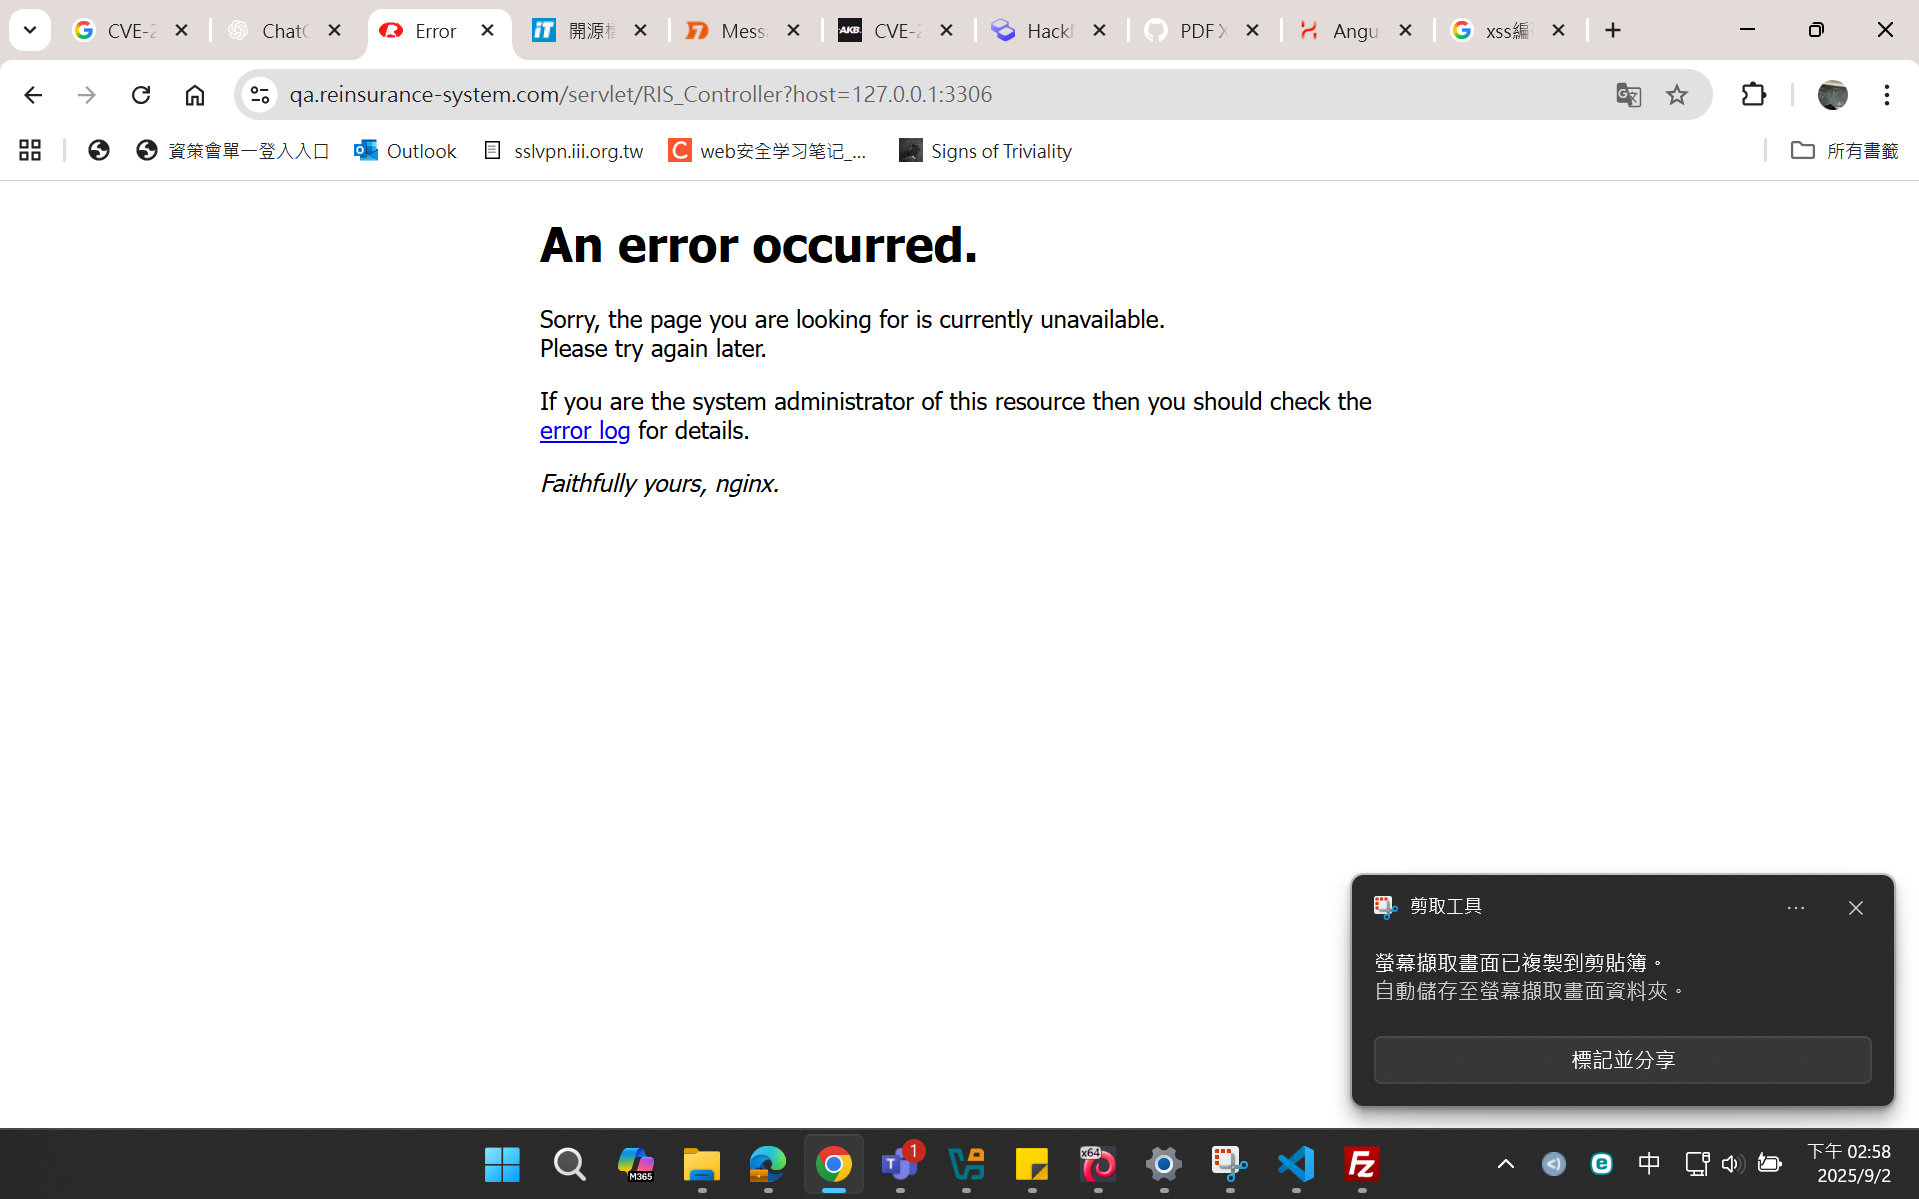 CVE-2
ChatG
Error
開源
Mess
CVE-2
Hack
PDF X
Angu
xss編
qa.reinsurance-system.com/servlet/RIS_Controller?host=127.0.0.1:3306
資策會單一登入入口
Outlook
sslvpn.iii.org.tw
web安全学习笔记_...
Signs of Triviality
所有書籤
An error occurred.
Sorry, the page you are looking for is currently unavailable.
Please try again later.
If you are the system administrator of this resource then you should check the
error log for details.
Faithfully yours, nginx.
剪取工具
螢幕擷取畫面已複製到剪貼簿。
自動儲存至螢幕擷取畫面資料夾。
標記並分享
M365
1
x64
中
下午 02:58
2025/9/2